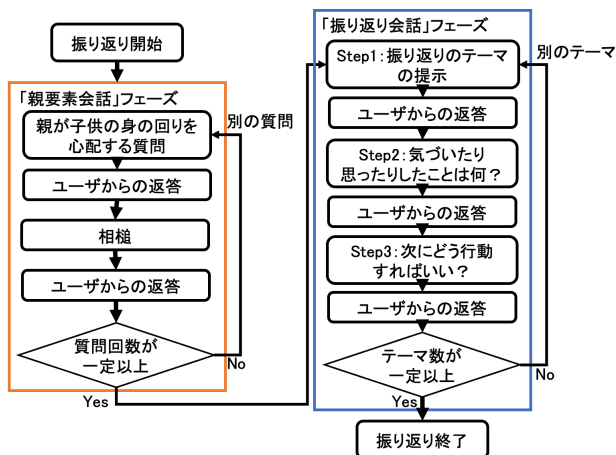 振り返り開始
「親要素会話」フェーズ
親が子供の身の回りを
心配する質問
別の質問
ユーザからの返答
相槌
ユーザからの返答
質問回数が
一定以上
No
Yes
「振り返り会話」フェーズ
Step1:振り返りのテーマ
の提示
別のテーマ
ユーザからの返答
Step2:気づいたり
思ったりしたことは何?
ユーザからの返答
Step3:次にどう行動
すればいい?
ユーザからの返答
テーマ数が
一定以上
No
Yes
振り返り終了